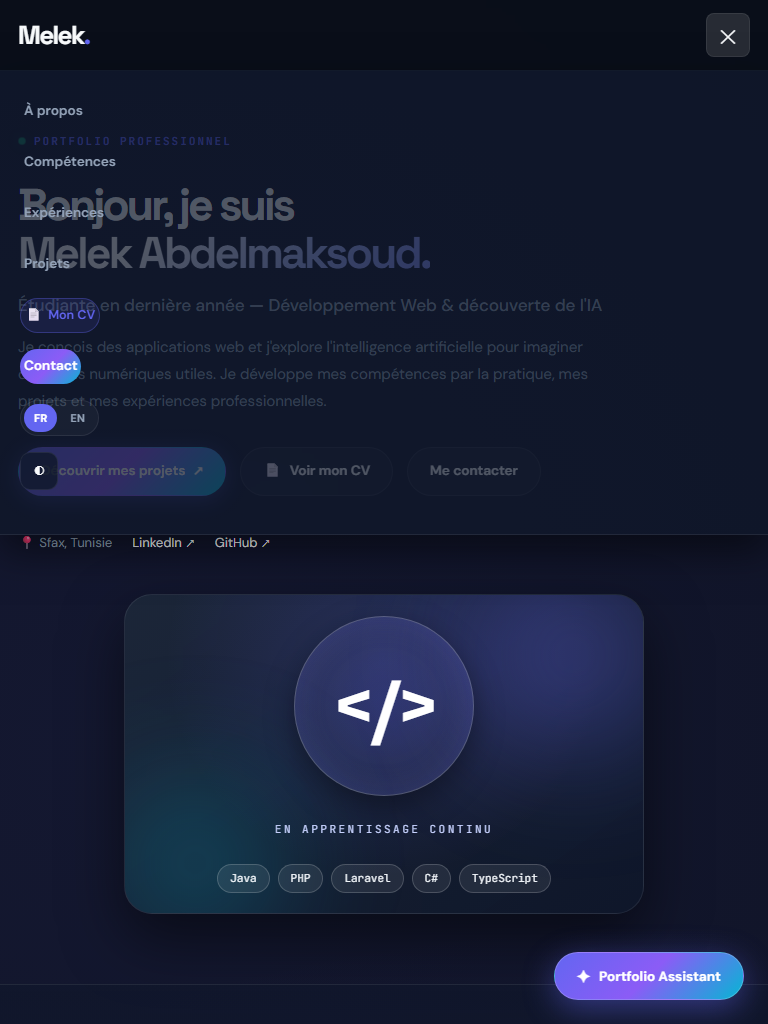 Melek.
À propos
PORTFOLIO PROFESSIONNEL
Compétences
Bonjour, je suis
Expériences
Melek Abdelmaksoud.
Projets
Étudiante en dernière année — Développement Web & découverte de l'IA
Mon CV
Je conçois des applications web et j'explore l'intelligence artificielle pour imaginer
Contact
numériques utiles. Je développe mes compétences par la pratique, mes
projets et mes expériences professionnelles.
FR EN
couvrir mes projets ↗ Voir mon CV Me contacter
Sfax, Tunisie LinkedIn ↗ GitHub ↗
</>
EN APPRENTISSAGE CONTINU
Java PHP Laravel C# TypeScript
Portfolio Assistant